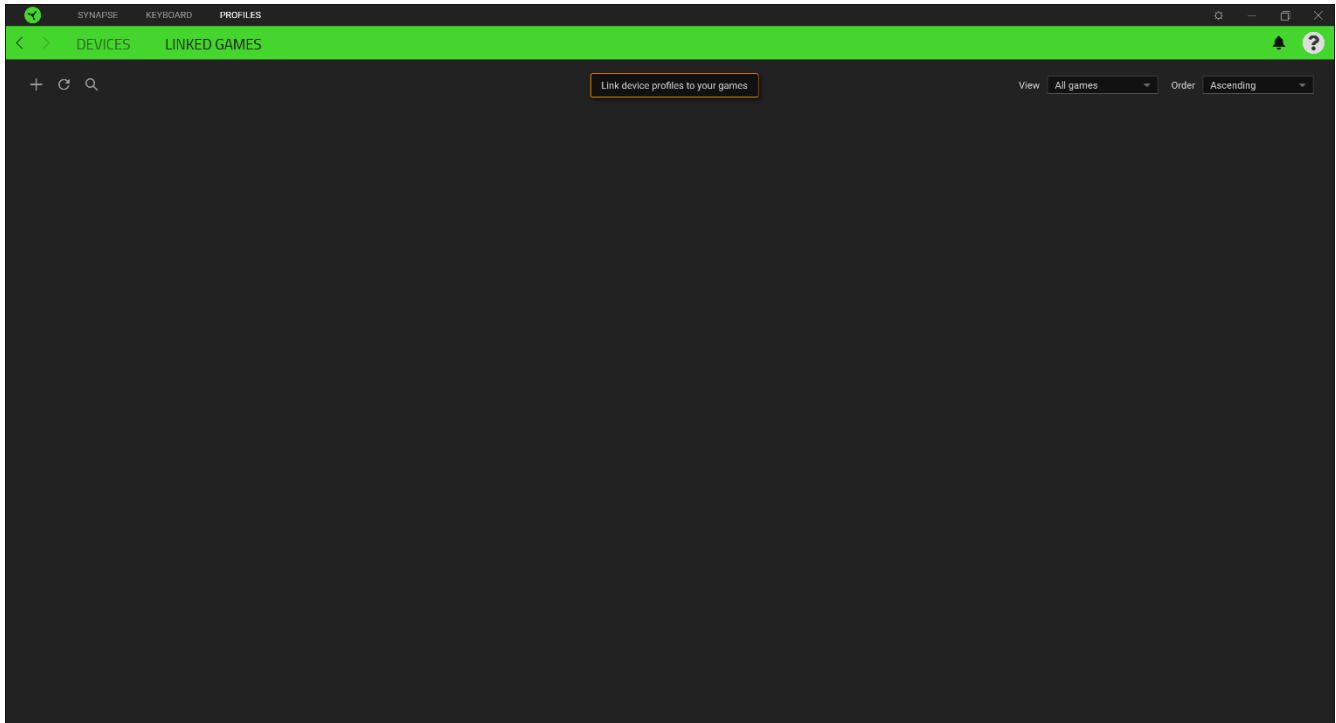 SYNAPSE KEYBOARD PROFILES
DEVICES LINKED GAMES ?
Link device profiles to your games View All games Order Ascending